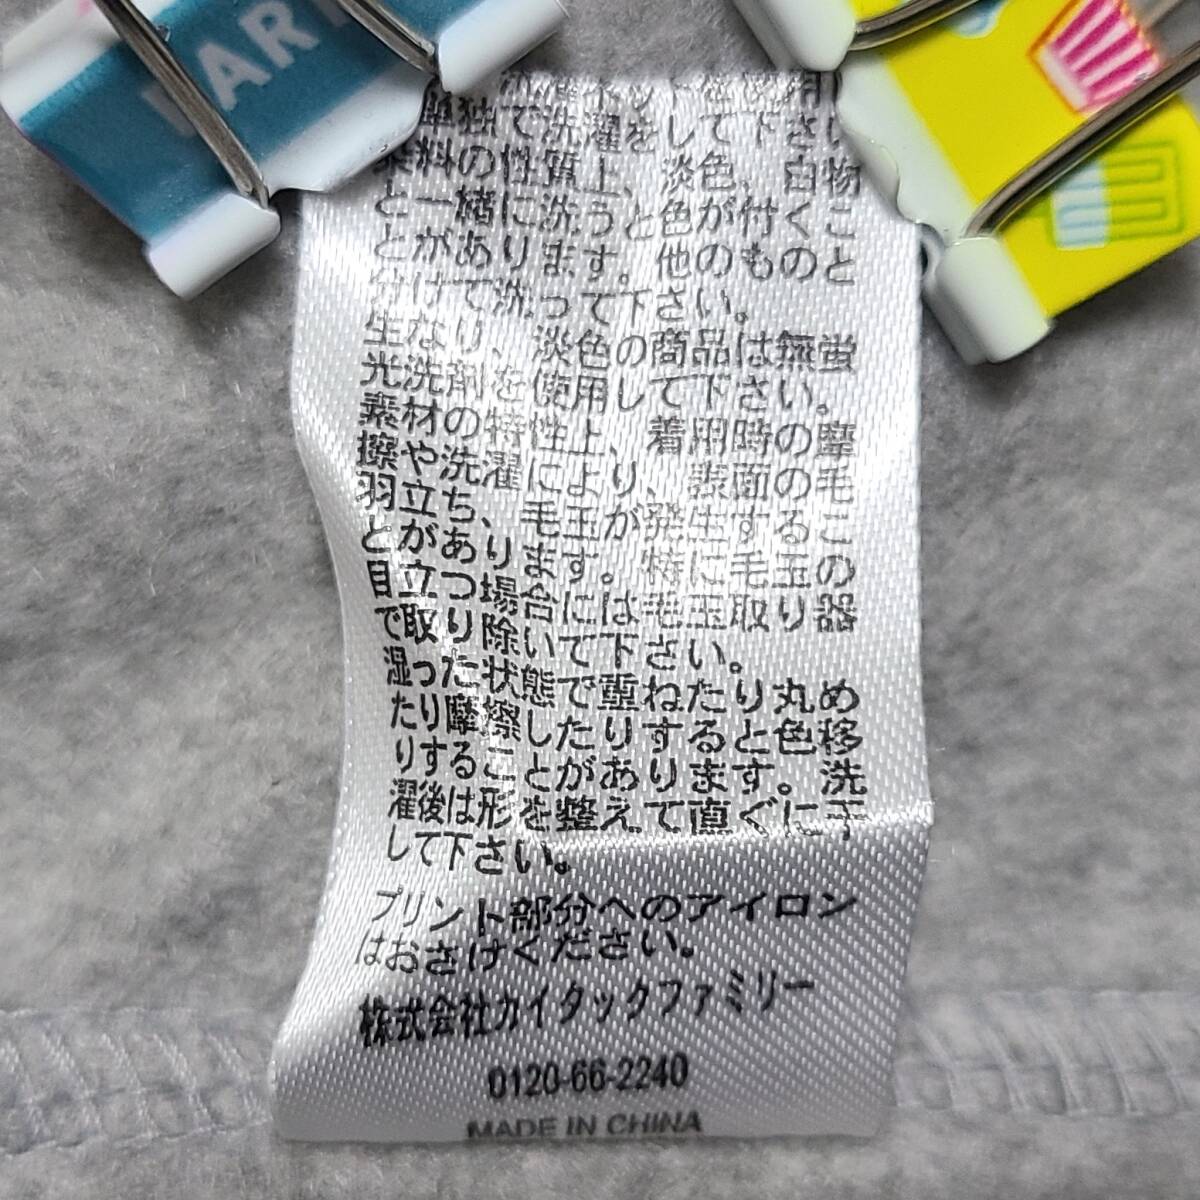 染料の性質上、淡色、白物
と一緒に洗うと色が付くこと
とがあります。他のもの
分けて洗って下さい。
生なり、淡色の商品は無蛍
光洗剤を使用して下さい。
素材の特性上、着用時の摩
擦や洗濯により、表面の毛
羽立ち、毛玉が発生するこ
とがあります。特に毛玉の
目立つ場合には毛玉取り器
で取り除いて下さい。
湿った状態で重ねたり丸め
たり摩擦したりすると色移
りすることがあります。洗
濯後は形を整えて直ぐに干
して下さい。
プリント部分へのアイロン
はおさけください。
株式会社カイタックファミリー
0120-66-2240
MADE IN CHINA